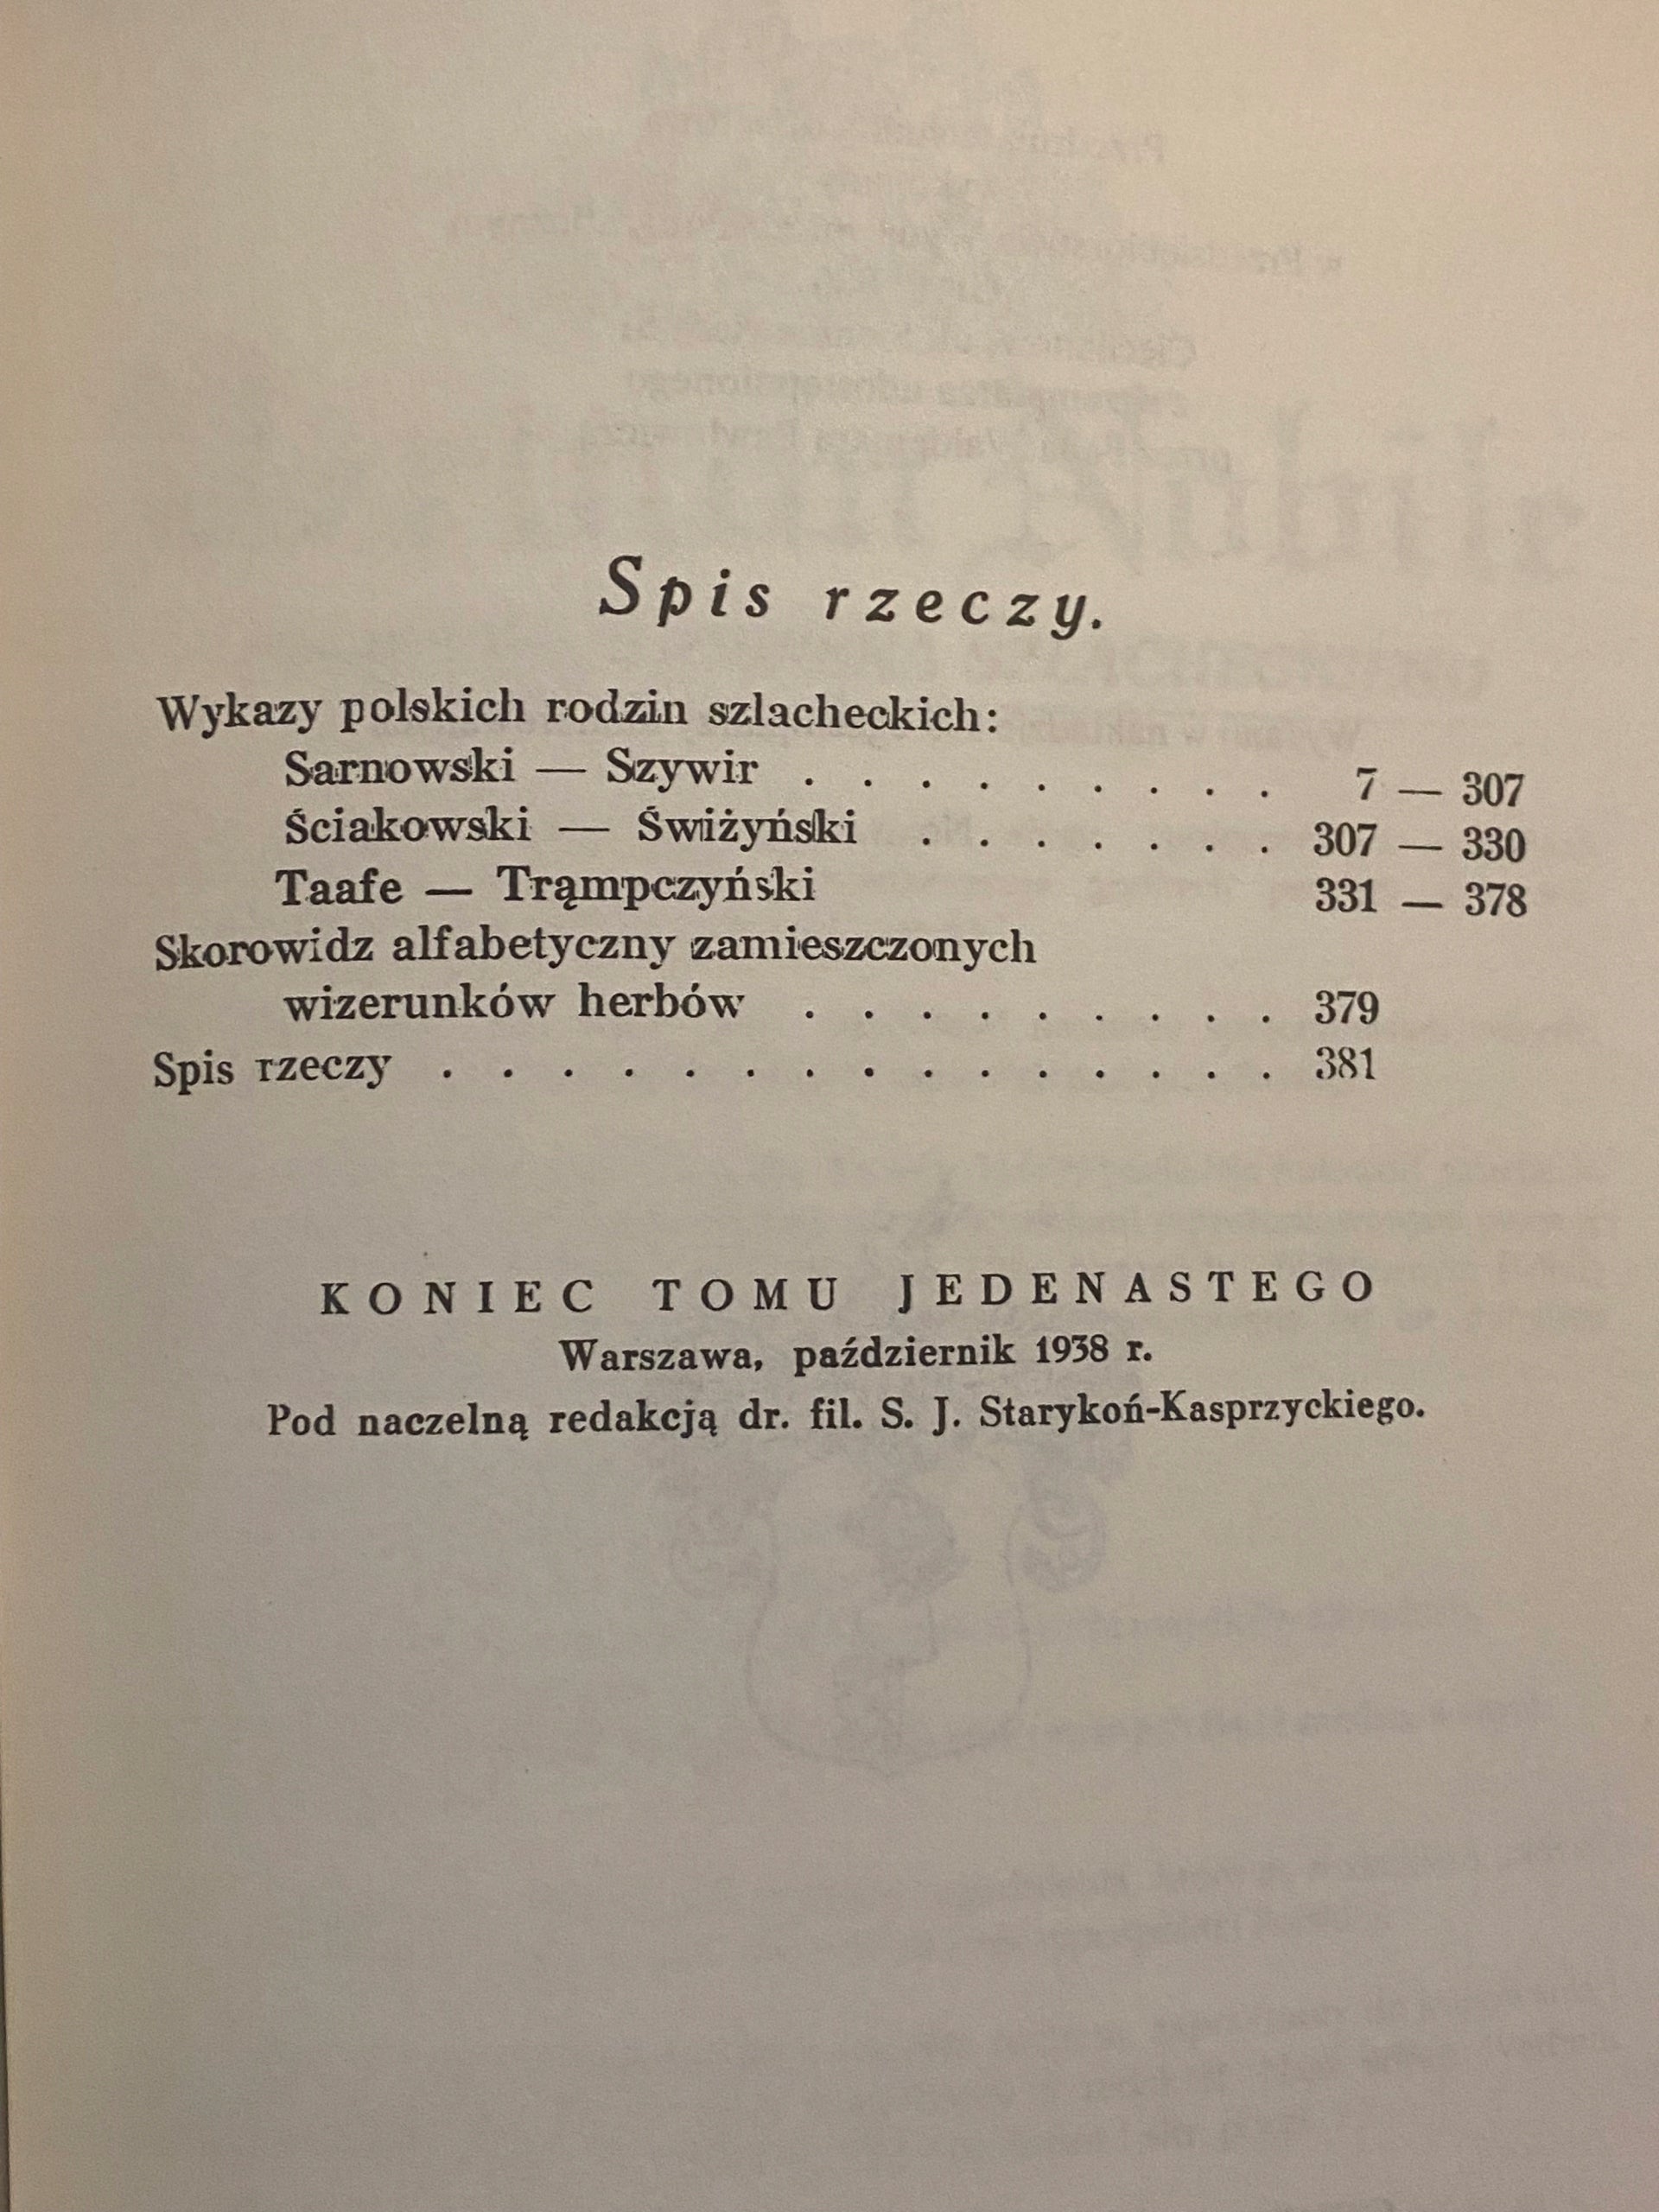 Spis rzeczy.
Wykazy polskich rodzin szlacheckich:
Sarnowski — Szywir . . . . . . . . . 7 — 307
Ściakowski — Świżyński . . . . . . . 307 — 330
Taafe — Trąmpczyński 331 — 378
Skorowidz alfabetyczny zamieszczonych
wizerunków herbów . . . . . . . . . 379
Spis rzeczy . . . . . . . . . . . . . . . 381
KONIEC TOMU JEDENASTEGO
Warszawa, październik 1938 r.
Pod naczelną redakcją dr. fil. S. J. Starykoń-Kasprzyckiego.